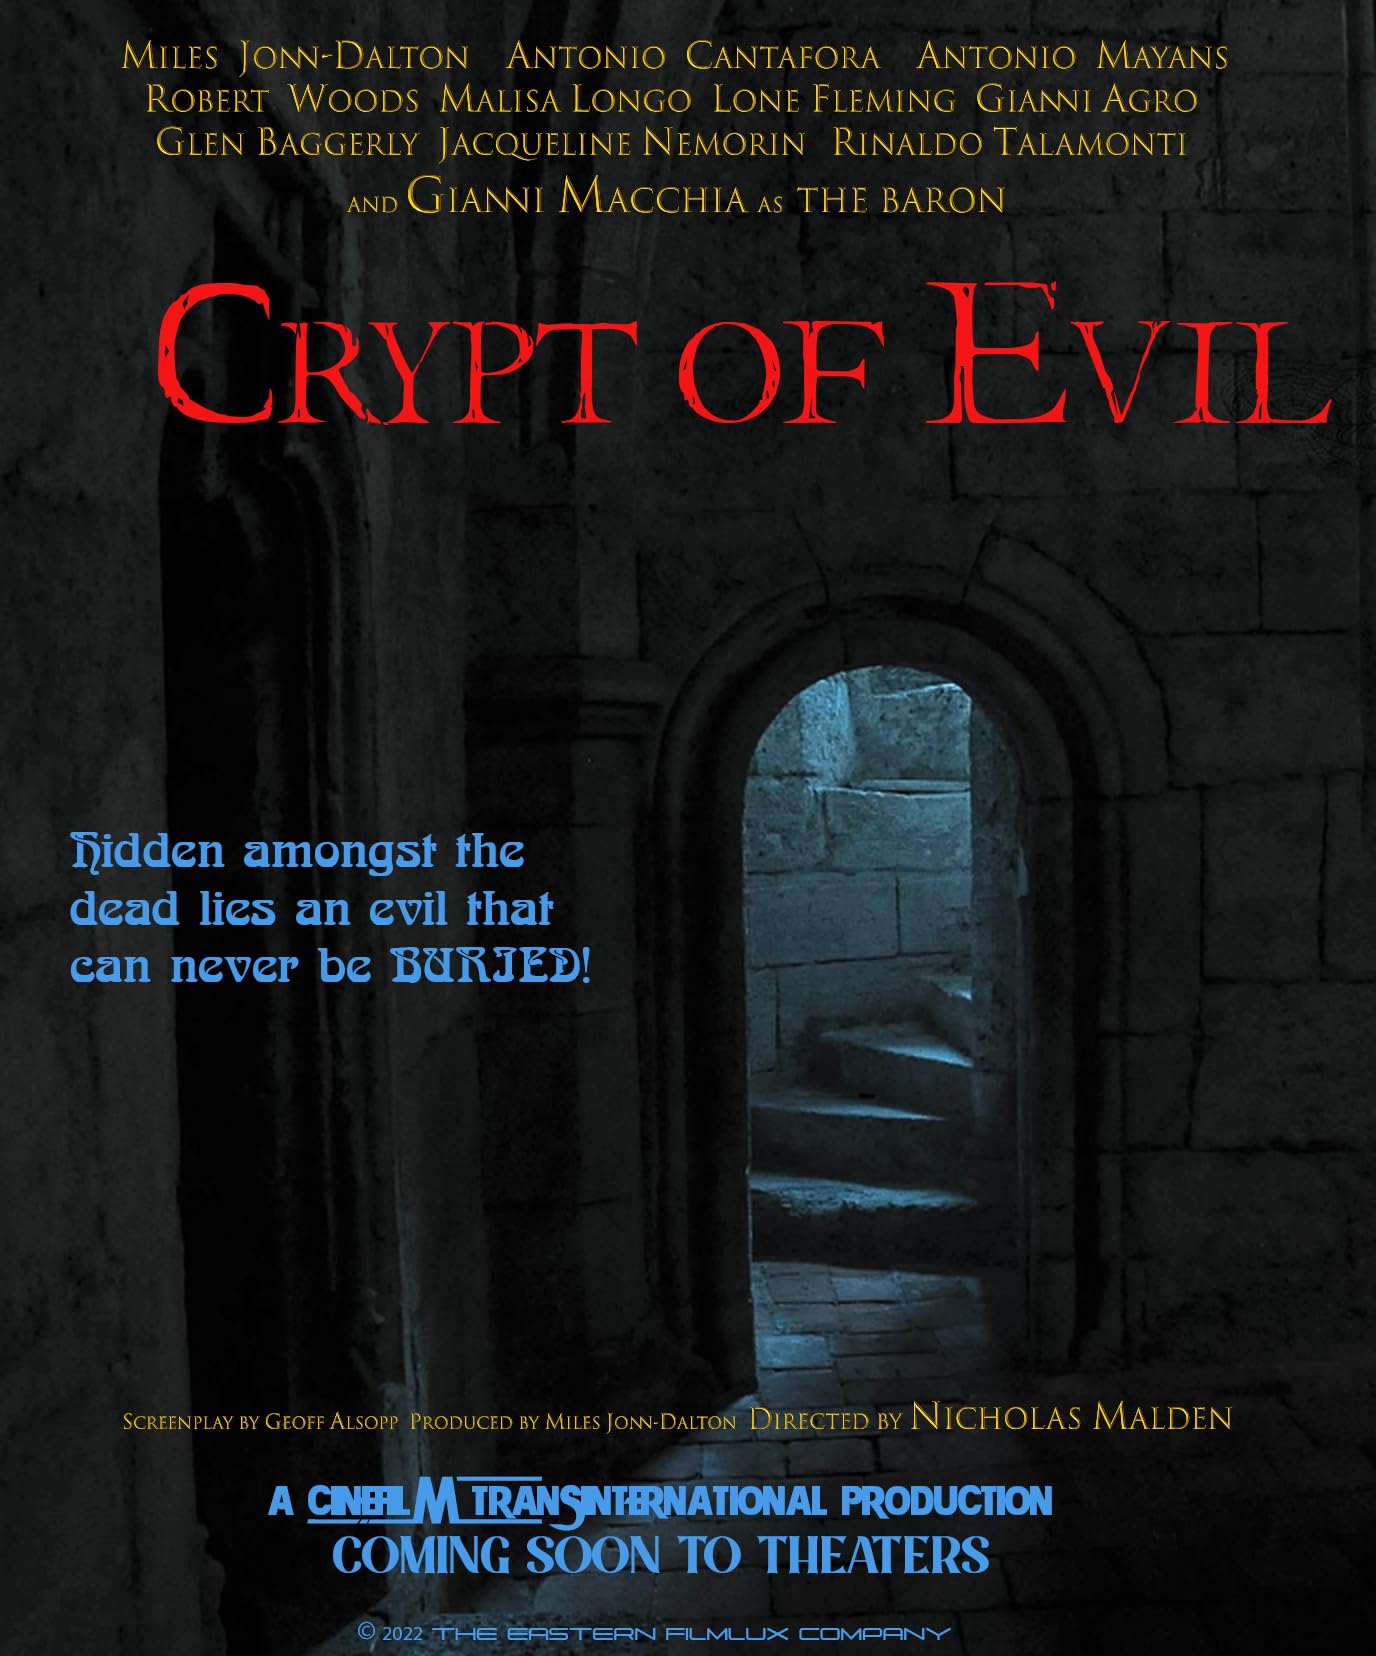 Miles Jonn-Dalton Antonio Cantafora Antonio Mayans
Robert Woods Malisa Longo Lone Fleming Gianni Agro
Glen Baggerly Jacqueline Nemorin Rinaldo Talamonti
and Gianni Macchia as the Baron
Crypt of Evil
Hidden amongst the
dead lies an evil that
can never be BURIED!
Screenplay by Geoff Alsopp Produced by Miles Jonn-Dalton Directed by Nicholas Malden
A CINEFILM TRANSINTERNATIONAL PRODUCTION
COMING SOON TO THEATERS
© 2022 THE EASTERN FILMLUX COMPANY